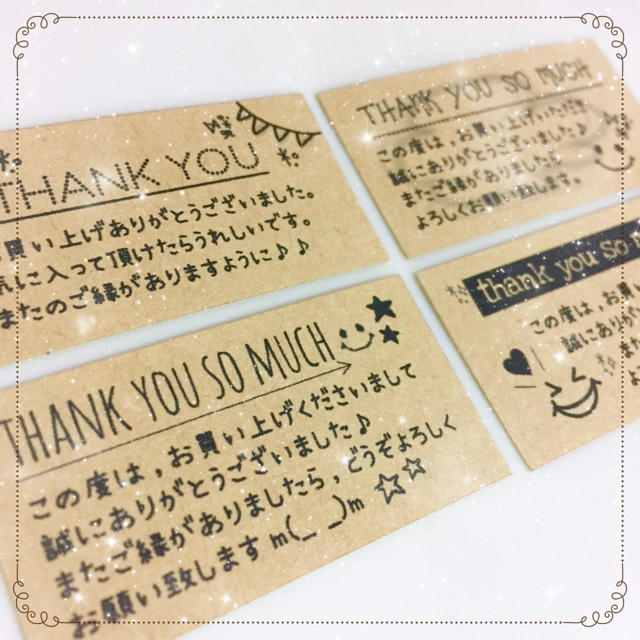 THANK YOU
買い上げありがとうございました。
に入って頂けたらうれしいです。
またのご縁がありますように♪♪
THANK YOU SO MUCH
この度は,お買い上げいただき
誠にありがとうございました♪
またご縁がありましたら
よろしくお願い致します。
THANK YOU SO MUCH
この度は,お買い上げくださいまして
誠にありがとうございました♪
またご縁がありましたら,どうぞよろしく
お願い致します m(_ _)m ☆☆
thank you so
この度は,お買い
誠にありが
また